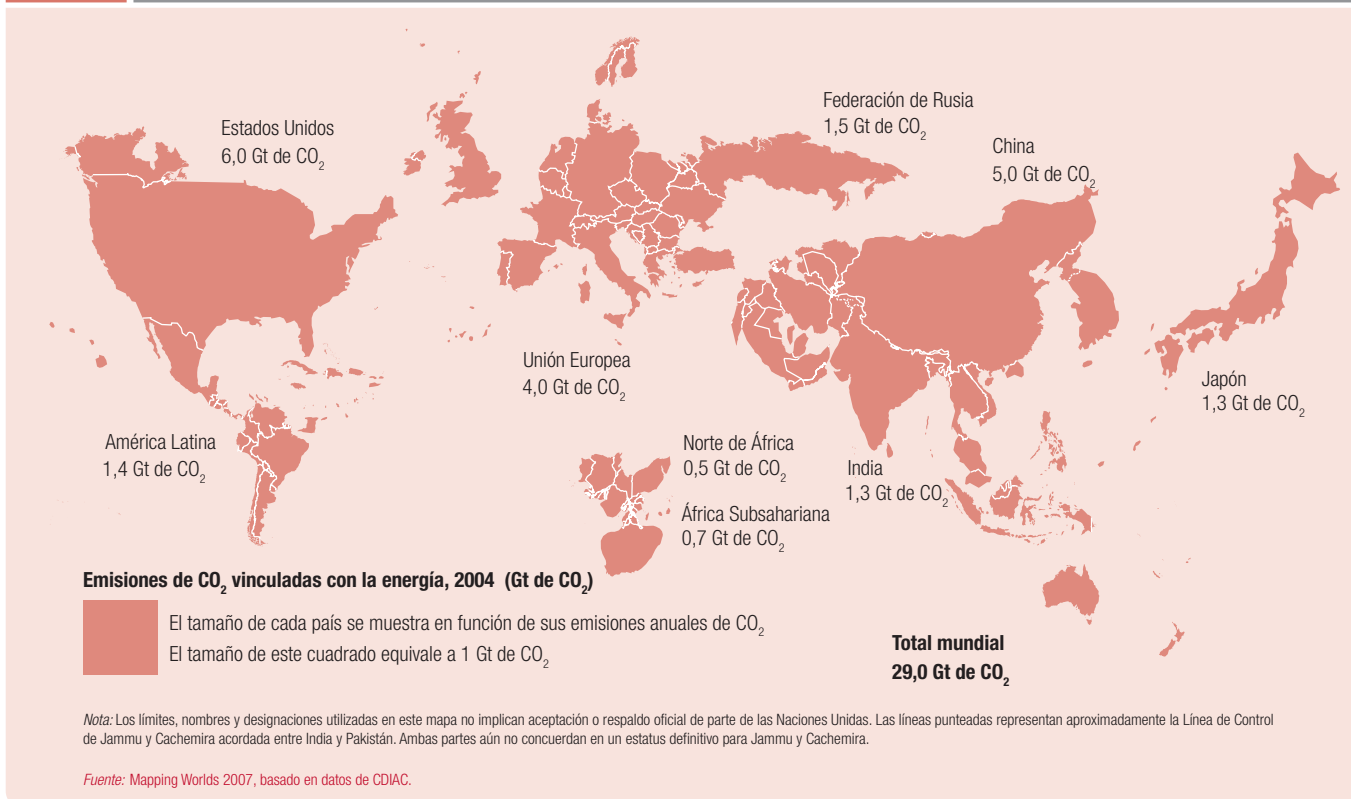 Estados Unidos
6,0 Gt de CO₂
Federación de Rusia
1,5 Gt de CO₂
China
5,0 Gt de CO₂
Unión Europea
4,0 Gt de CO₂
Japón
1,3 Gt de CO₂
América Latina
1,4 Gt de CO₂
Norte de África
0,5 Gt de CO₂
India
1,3 Gt de CO₂
África Subsahariana
0,7 Gt de CO₂
Emisiones de CO₂ vinculadas con la energía, 2004 (Gt de CO₂)
El tamaño de cada país se muestra en función de sus emisiones anuales de CO₂
El tamaño de este cuadrado equivale a 1 Gt de CO₂
Total mundial
29,0 Gt de CO₂
Nota: Los límites, nombres y designaciones utilizadas en este mapa no implican aceptación o respaldo oficial de parte de las Naciones Unidas. Las líneas punteadas representan aproximadamente la Línea de Control
de Jammu y Cachemira acordada entre India y Pakistán. Ambas partes aún no concuerdan en un estatus definitivo para Jammu y Cachemira.
Fuente: Mapping Worlds 2007, basado en datos de CDIAC.